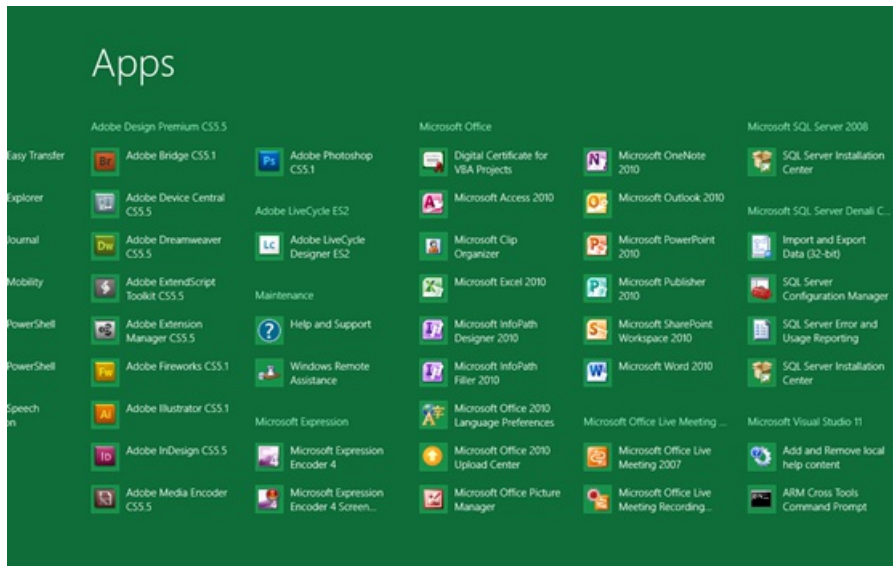 Apps
Easy Transfer
Explorer
Journal
Mobility
PowerShell
PowerShell
Speech
on
Adobe Design Premium CS5.5
Br
Adobe Bridge CS5.1
Adobe Device Central
CS5.5
Dw
Adobe Dreamweaver
CS5.5
Adobe ExtendScript
Toolkit CS5.5
Adobe Extension
Manager CS5.5
Fw
Adobe Fireworks CS5.1
Ai
Adobe Illustrator CS5.1
Id
Adobe InDesign CS5.5
Adobe Media Encoder
CS5.5
Ps
Adobe Photoshop
CS5.1
Adobe LiveCycle ES2
LC
Adobe LiveCycle
Designer ES2
Maintenance
?
Help and Support
Windows Remote
Assistance
Microsoft Expression
Microsoft Expression
Encoder 4
Microsoft Expression
Encoder 4 Screen...
Microsoft Office
Digital Certificate for
VBA Projects
Microsoft Access 2010
Microsoft Clip
Organizer
Microsoft Excel 2010
Microsoft InfoPath
Designer 2010
Microsoft InfoPath
Filler 2010
Microsoft Office 2010
Language Preferences
Microsoft Office 2010
Upload Center
Microsoft Office Picture
Manager
Microsoft OneNote
2010
Microsoft Outlook 2010
Microsoft PowerPoint
2010
Microsoft Publisher
2010
Microsoft SharePoint
Workspace 2010
Microsoft Word 2010
Microsoft Office Live Meeting ...
Microsoft Office Live
Meeting 2007
Microsoft Office Live
Meeting Recording...
Microsoft SQL Server 2008
SQL Server Installation
Center
Microsoft SQL Server Denali C...
Import and Export
Data (32-bit)
SQL Server
Configuration Manager
SQL Server Error and
Usage Reporting
SQL Server Installation
Center
Microsoft Visual Studio 11
Add and Remove local
help content
ARM Cross Tools
Command Prompt